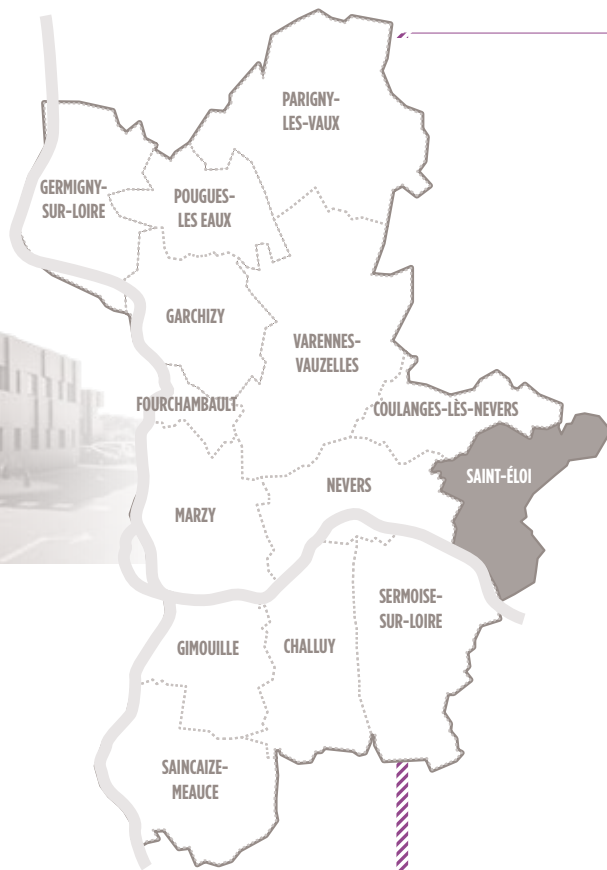 PARIGNY-
LES-VAUX
GERMIGNY-
SUR-LOIRE
POUGUES-
LES EAUX
GARCHIZY
VARENNES-
VAUZELLES
FOURCHAMBAULT
COULANGES-LÈS-NEVERS
SAINT-ÉLOI
NEVERS
MARZY
SERMOISE-
SUR-LOIRE
GIMOUILLE
CHALLUY
SAINCAIZE-
MEAUCE